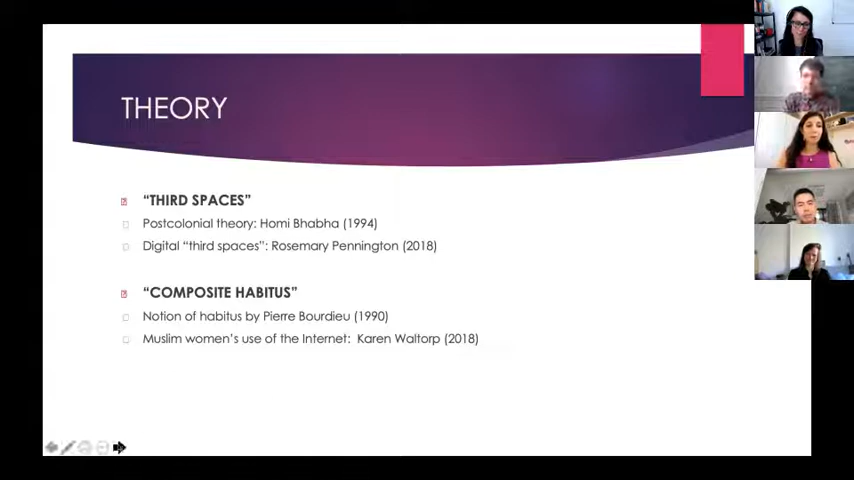 THEORY
“THIRD SPACES”
Postcolonial theory: Homi Bhabha (1994)
Digital “third spaces”: Rosemary Pennington (2018)
“COMPOSITE HABITUS”
Notion of habitus by Pierre Bourdieu (1990)
Muslim women’s use of the Internet: Karen Waltorp (2018)